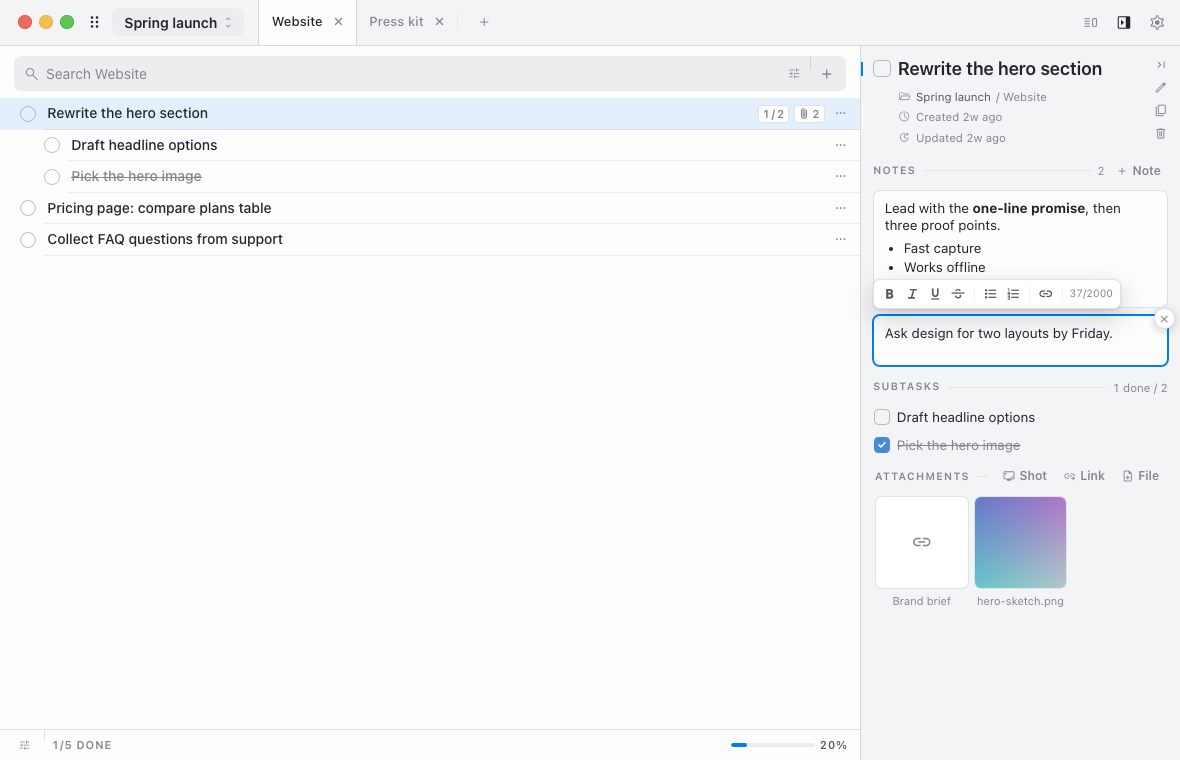 Spring launch
Website
Press kit
Search Website
Rewrite the hero section
1/2
2
Draft headline options
Pick the hero image
Pricing page: compare plans table
Collect FAQ questions from support
1/5 DONE
20%
Rewrite the hero section
Spring launch / Website
Created 2w ago
Updated 2w ago
NOTES
2
+ Note
Lead with the one-line promise, then
three proof points.
• Fast capture
• Works offline
B I U S
37/2000
Ask design for two layouts by Friday.
SUBTASKS
1 done / 2
Draft headline options
Pick the hero image
ATTACHMENTS
Shot
Link
File
Brand brief
hero-sketch.png